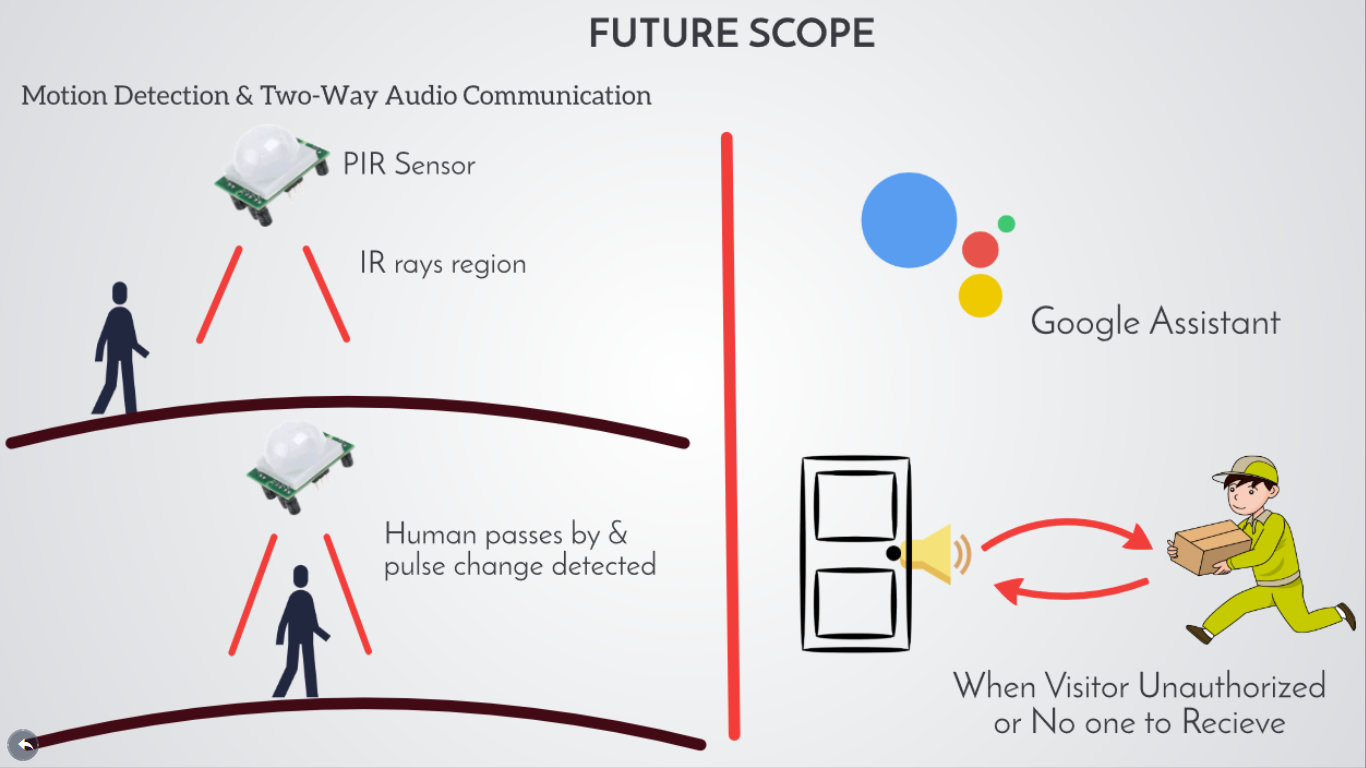 FUTURE SCOPE
Motion Detection & Two-Way Audio Communication
PIR Sensor
IR rays region
Human passes by &
pulse change detected
Google Assistant
When Visitor Unauthorized
or No one to Recieve